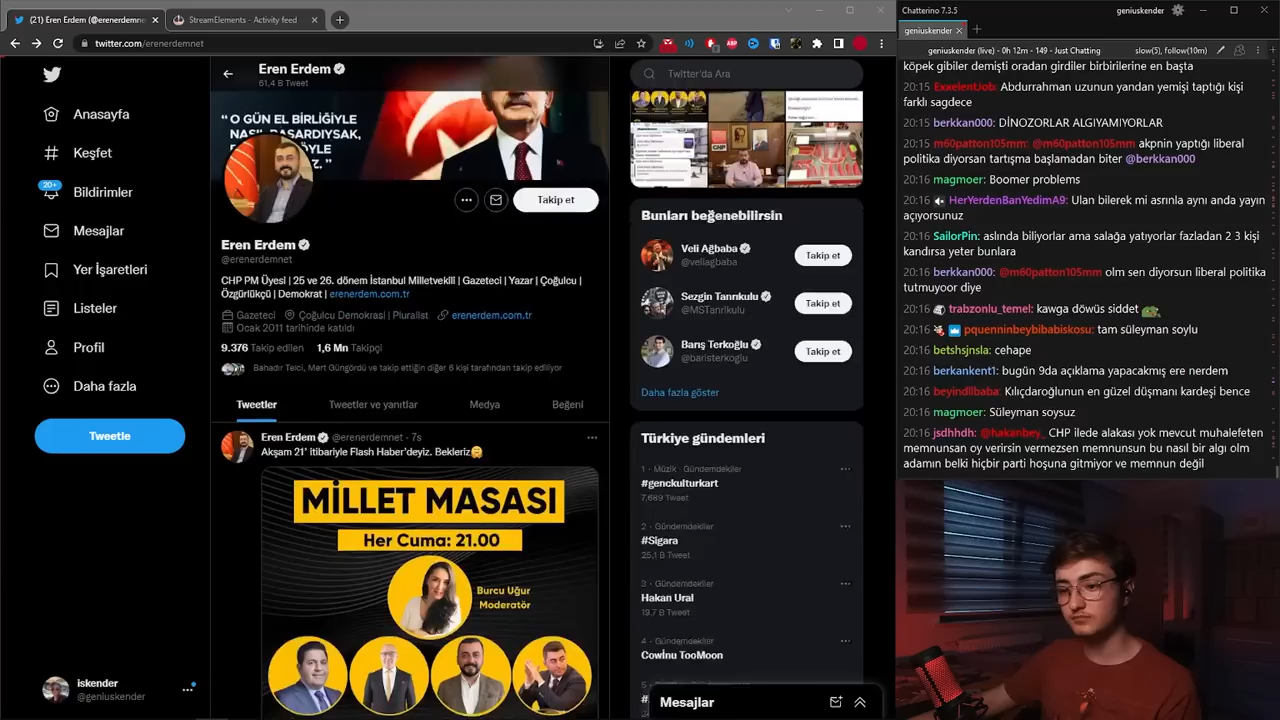 (21) Eren Erdem (@erenerdemnet
StreamElements - Activity feed
twitter.com/erenerdemnet
Eren Erdem
61,4 B Tweet
“ O GÜNEL BİRLİĞİYLE
Takip et
Eren Erdem
@erenerdemnet
CHP PM Üyesi | 25 ve 26. dönem İstanbul Milletvekili | Gazeteci | Yazar | Çoğulcu |
Özgürlükçü | Demokrat | erenerdem.com.tr
Gazeteci Çoğulcu Demokrasi | Pluralist erenerdem.com.tr
Ocak 2011 tarihinde katıldı
9.376 Takip edilen 1,6 Mn Takipçi
Bahadır Telci, Mert Güngördü ve takip ettiğin diğer 6 kişi tarafından takip ediliyor
Tweetler
Tweetler ve yanıtlar
Medya
Beğeni
Eren Erdem @erenerdemnet · 7s
Akşam 21’ itibariyle Flash Haber’deyiz. Bekleriz
MİLLET MASASI
Her Cuma: 21.00
Burcu Uğur
Moderatör
Anasayfa
Keşfet
20+
Bildirimler
Mesajlar
Yer İşaretleri
Listeler
Profil
Daha fazla
Tweetle
iskender
@geniuskender
Twitter'da Ara
CHP
Bunları beğenebilirsin
Veli Ağbaba
@veliagbaba
Takip et
Sezgin Tanrıkulu
@MSTanrikulu
Takip et
Barış Terkoğlu
@baristerkoglu
Takip et
Daha fazla göster
Türkiye gündemleri
1 · Müzik · Gündemdekiler
#genckulturkart
7.689 Tweet
2 · Gündemdekiler
#Sigara
25,1 B Tweet
3 · Gündemdekiler
Hakan Ural
19,7 B Tweet
4 · Gündemdekiler
Cowinu TooMoon
Mesajlar
Chatterino 7.3.5
geniuskender
geniuskender
geniuskender (live) - 0h 12m - 149 - Just Chatting
slow(5), follow(10m)
köpek gibiler demişti oradan girdiler birbirilerine en başta
20:15 ExxelentJob: Abdurrahman uzunun yandan yenişi taptığından
farklı sagdece
20:15 berkkan000: DİNOZORLAR ALGILAMIYORLAR
20:15 m60patton105mm: @m60patton105mm akpnin yaptığı liberal
mi diyorsun ama başlındakinler @berkkan000
20:16 magmoer: Boomer problems
20:16 HerYerdenBanYedimA9: Ulan bilerek mi asrınla aynı anda yayın
açıyorsunuz
20:16 SailorPin: aslında biliyorlar ama salağa yatıyorlar fazladan 2 3 kişi
kandırsa yeter bunlara
20:16 berkkan000: @m60patton105mm olm sen diyorsun liberal politika
tutmuyoor diye
20:16 trabzonlu_temel: kawga döwüs siddet
20:16 pquenninbeybibabiskosu: tam süleyman soylu
20:16 betshsjnsla: cehape
20:16 berkankent1: bugün 9da açıklama yapacakmış ere nerdem
20:16 beyindlibaba: Kılıçdaroğlunun en güzel düşmanı kardeşi bence
20:16 magmoer: Süleyman soysuz
20:16 jsdhhdh: @hakanbey_ CHP ilede alakası yok mevcut muhalefeten
memnunsan oy verirsin vermezsen memnunsun bu nasıl bir algı olm
adamın belki hiçbir parti hoşuna gitmiyor ve memnun değil